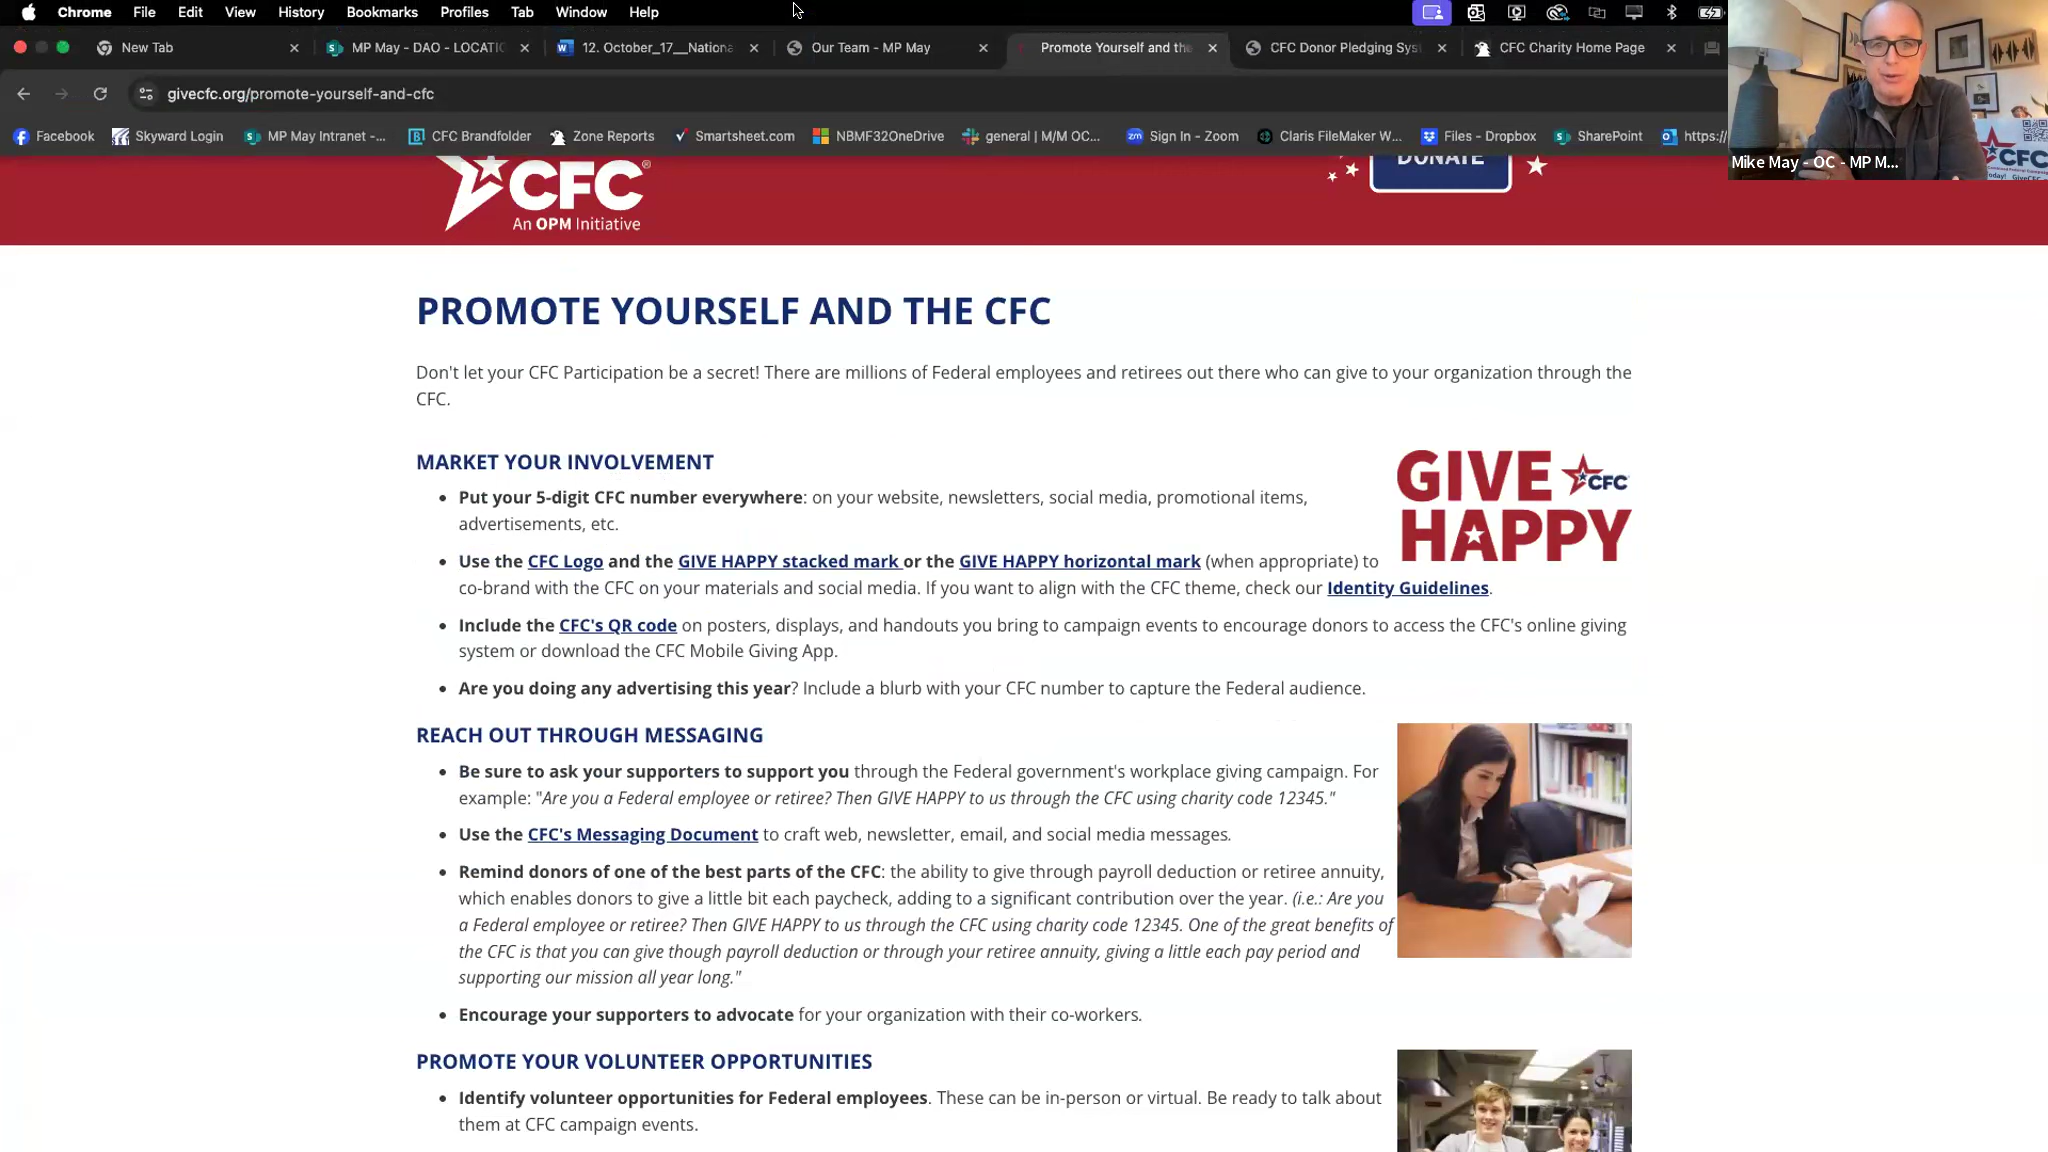 Chrome File Edit View History Bookmarks Profiles Tab Window Help
New Tab
MP May - DAO - LOCATIC
12. October_17__Nationa
Our Team - MP May
Promote Yourself and the
CFC Donor Pledging Sys
CFC Charity Home Page
givecfc.org/promote-yourself-and-cfc
Facebook Skyward Login MP May Intranet -... CFC Brandfolder Zone Reports Smartsheet.com NBMF32OneDrive general | M/M OC... Sign In - Zoom Claris FileMaker W... Files - Dropbox SharePoint https:/
Mike May - OC - MP M...
CFC
CFC®
An OPM Initiative
DONATE
PROMOTE YOURSELF AND THE CFC
Don't let your CFC Participation be a secret! There are millions of Federal employees and retirees out there who can give to your organization through the
CFC.
MARKET YOUR INVOLVEMENT
GIVE CFC
HAPPY
• Put your 5-digit CFC number everywhere: on your website, newsletters, social media, promotional items,
advertisements, etc.
• Use the CFC Logo and the GIVE HAPPY stacked mark or the GIVE HAPPY horizontal mark (when appropriate) to
co-brand with the CFC on your materials and social media. If you want to align with the CFC theme, check our Identity Guidelines.
• Include the CFC's QR code on posters, displays, and handouts you bring to campaign events to encourage donors to access the CFC's online giving
system or download the CFC Mobile Giving App.
• Are you doing any advertising this year? Include a blurb with your CFC number to capture the Federal audience.
REACH OUT THROUGH MESSAGING
• Be sure to ask your supporters to support you through the Federal government's workplace giving campaign. For
example: "Are you a Federal employee or retiree? Then GIVE HAPPY to us through the CFC using charity code 12345."
• Use the CFC's Messaging Document to craft web, newsletter, email, and social media messages.
• Remind donors of one of the best parts of the CFC: the ability to give through payroll deduction or retiree annuity,
which enables donors to give a little bit each paycheck, adding to a significant contribution over the year. (i.e.: Are you
a Federal employee or retiree? Then GIVE HAPPY to us through the CFC using charity code 12345. One of the great benefits of
the CFC is that you can give though payroll deduction or through your retiree annuity, giving a little each pay period and
supporting our mission all year long."
• Encourage your supporters to advocate for your organization with their co-workers.
PROMOTE YOUR VOLUNTEER OPPORTUNITIES
• Identify volunteer opportunities for Federal employees. These can be in-person or virtual. Be ready to talk about
them at CFC campaign events.